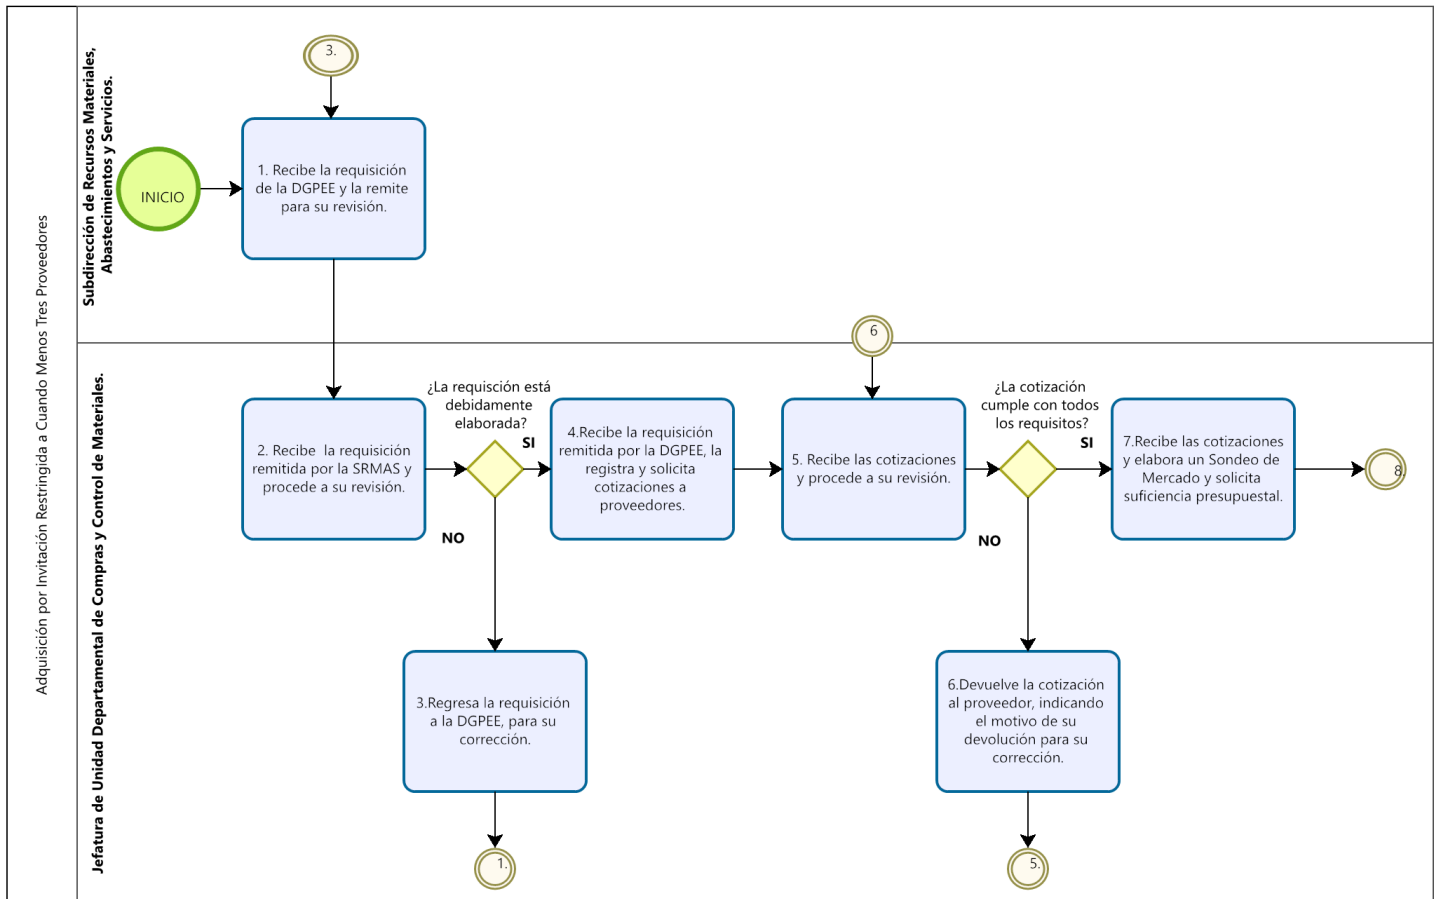 Adquisición por Invitación Restringida a Cuando Menos Tres Proveedores
Subdirección de Recursos Materiales,
Abastecimientos y Servicios.
3.
INICIO
1. Recibe la requisición
de la DGPEE y la remite
para su revisión.
Jefatura de Unidad Departamental de Compras y Control de Materiales.
6
2. Recibe la requisición
remitida por la SRMAS y
procede a su revisión.
¿La requisción está
debidamente
elaborada?
SI
NO
4.Recibe la requisición
remitida por la DGPEE, la
registra y solicita
cotizaciones a
proveedores.
5. Recibe las cotizaciones
y procede a su revisión.
¿La cotización
cumple con todos
los requisitos?
SI
NO
7.Recibe las cotizaciones
y elabora un Sondeo de
Mercado y solicita
suficiencia presupuestal.
8.
3.Regresa la requisición
a la DGPEE, para su
corrección.
1.
6.Devuelve la cotización
al proveedor, indicando
el motivo de su
devolución para su
corrección.
5.